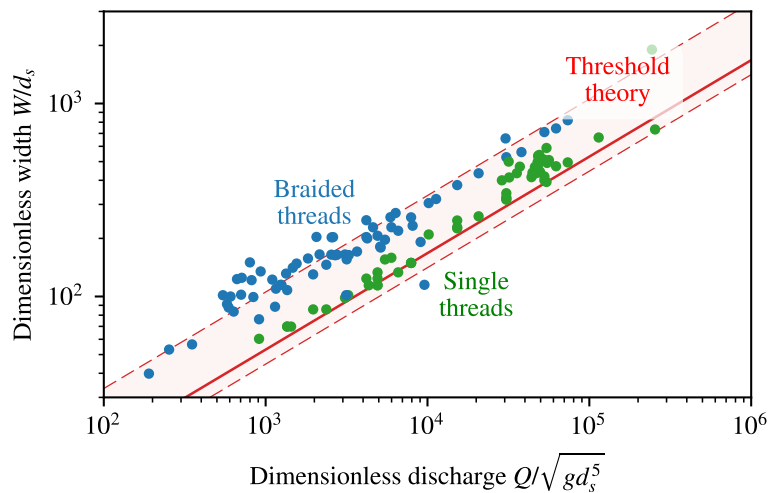 Dimensionless width W/d_s
10^3
10^2
Threshold
theory
Braided
threads
Single
threads
10^2 10^3 10^4 10^5 10^6
Dimensionless discharge Q/√(gd_s^5)